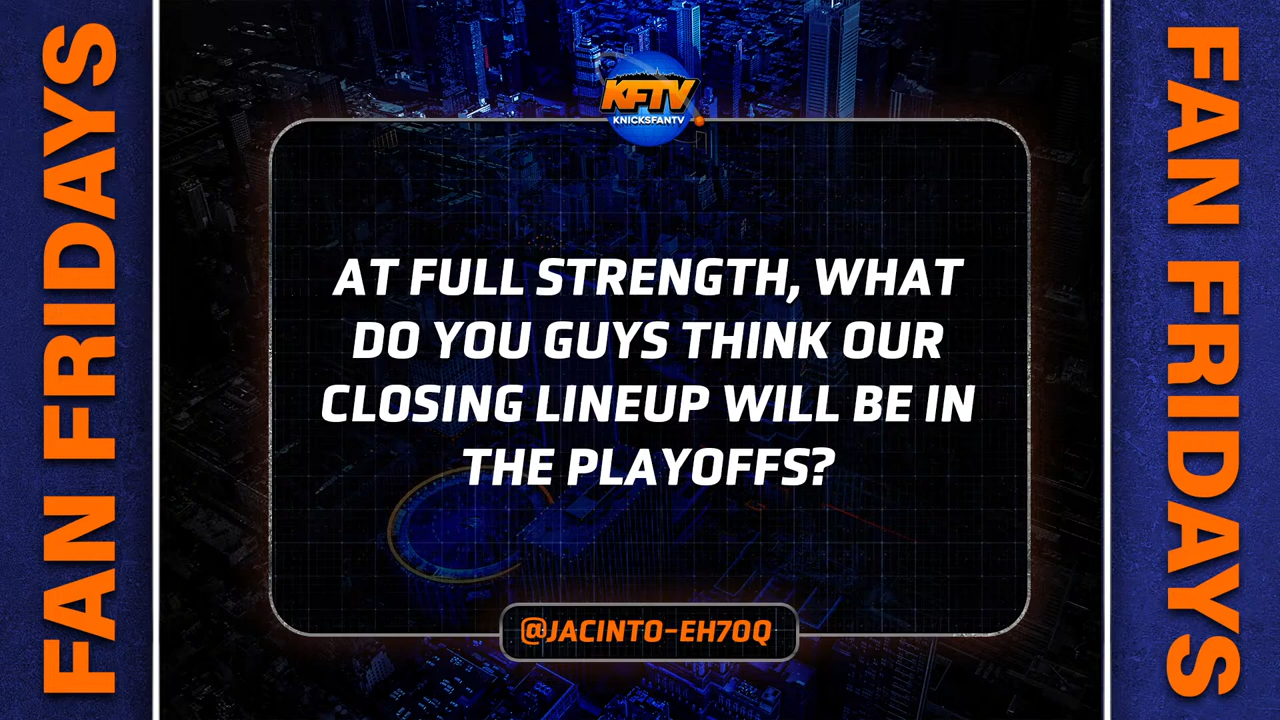 FAN FRIDAYS
KFTV
KNICKSFANTV
AT FULL STRENGTH, WHAT
DO YOU GUYS THINK OUR
CLOSING LINEUP WILL BE IN
THE PLAYOFFS?
@JACINTO-EH7OQ
FAN FRIDAYS